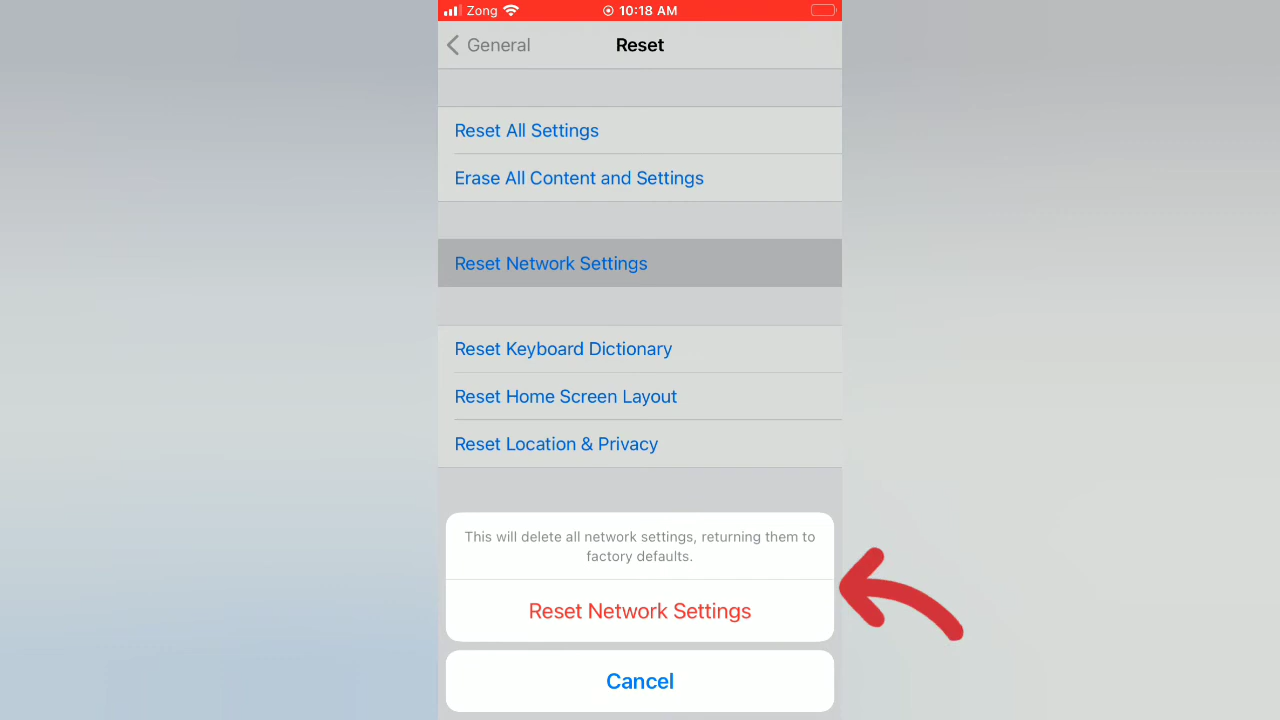 Zong 10:18 AM
General Reset
Reset All Settings
Erase All Content and Settings
Reset Network Settings
Reset Keyboard Dictionary
Reset Home Screen Layout
Reset Location & Privacy
This will delete all network settings, returning them to
factory defaults.
Reset Network Settings
Cancel